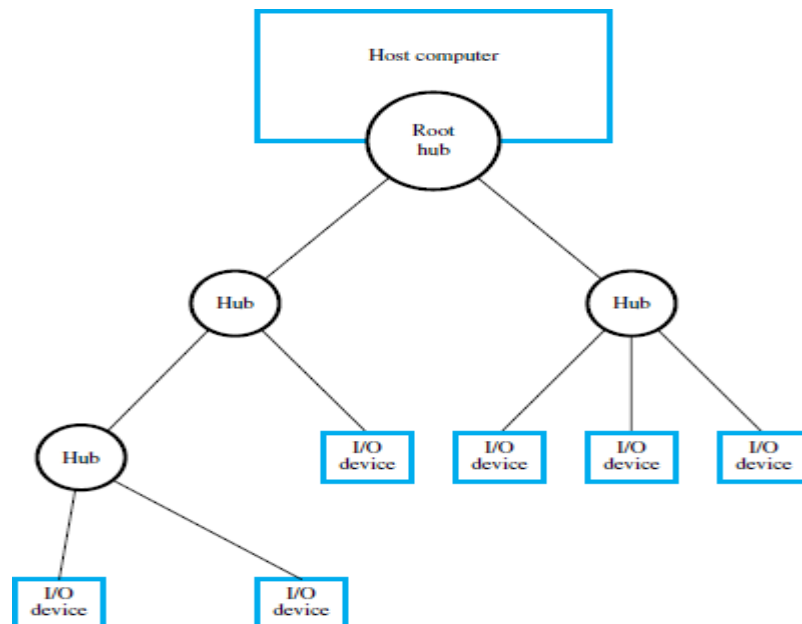 Host computer
Root
hub
Hub
Hub
Hub
I/O
device
I/O
device
I/O
device
I/O
device
I/O
device
I/O
device